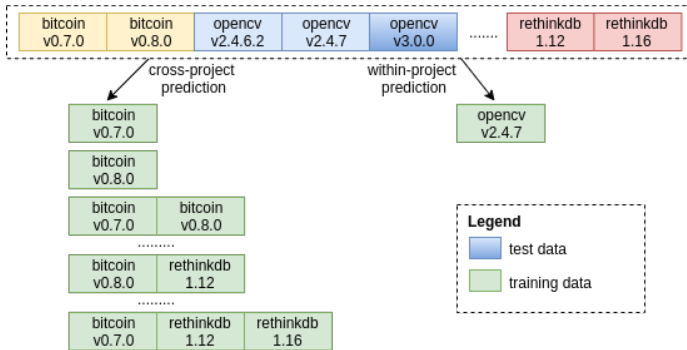 bitcoin v0.7.0 bitcoin v0.8.0 opencv v2.4.6.2 opencv v2.4.7 opencv v3.0.0 ....... rethinkdb 1.12 rethinkdb 1.16
cross-project prediction
within-project prediction
bitcoin v0.7.0
opencv v2.4.7
bitcoin v0.8.0
bitcoin v0.7.0 bitcoin v0.8.0
.........
bitcoin v0.8.0 rethinkdb 1.12
.........
bitcoin v0.7.0 rethinkdb 1.12 rethinkdb 1.16
Legend
test data
training data